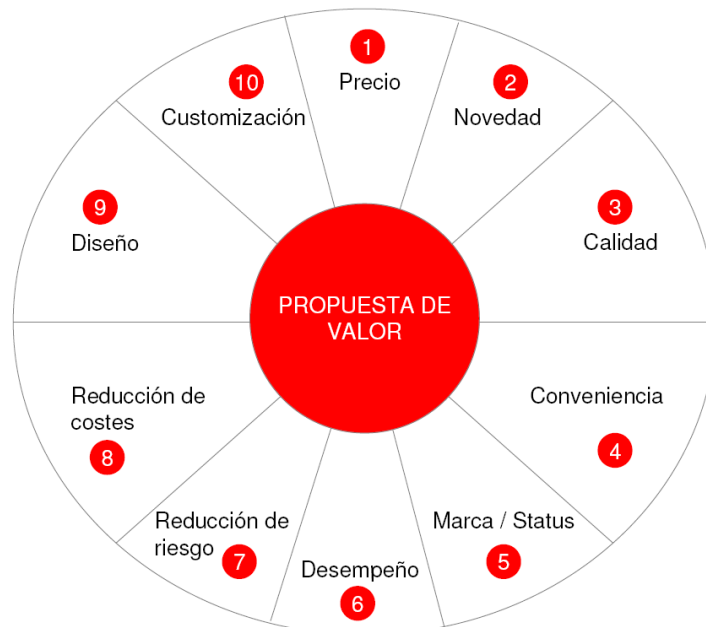 1
Precio
2
Novedad
3
Calidad
Conveniencia
4
Marca / Status
5
Desempeño
6
Reducción de
riesgo
7
Reducción de
costes
8
9
Diseño
10
Customización
PROPUESTA DE
VALOR